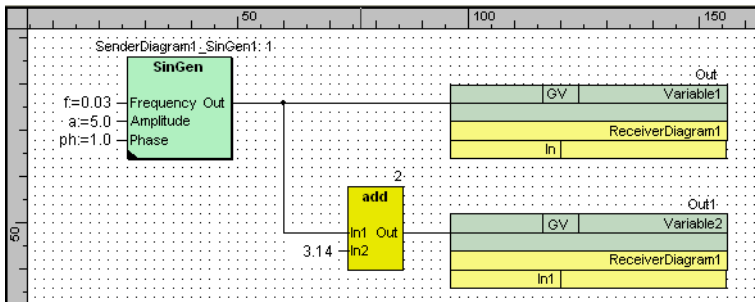 50 100 150
SenderDiagram1_SinGen1: 1
SinGen
f:=0.03 Frequency Out
a:=5.0 Amplitude
ph:=1.0 Phase
Out
GV Variable1
ReceiverDiagram1
In
2
add
In1 Out
3.14 In2
50
Out1
GV Variable2
ReceiverDiagram1
In1